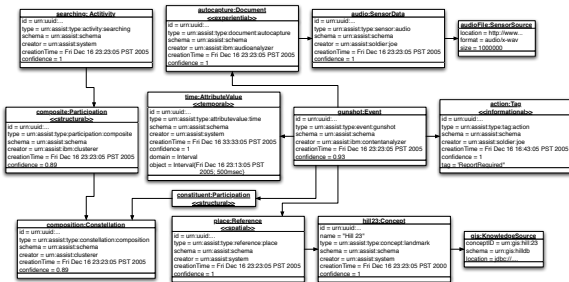 searching: Actitivity
id = urn:uuid:...
type = urn:assist:type:activity:searching
schema = urn:assist:schema
creator = urn:assist:system
creationTime = Fri Dec 16 23:23:05 PST 2005
confidence = 1
autocapture:Document
<<experiential>>
id = urn:uuid:...
type = urn:assist:type:document:autocapture
schema = urn:assist:schema
creator = urn:assist:ibm:audioanalyzer
creationTime = Fri Dec 16 23:23:05 PST 2005
confidence = 1
audio:SensorData
id = urn:uuid:...
type = urn:assist:type:sensor:audio
schema = urn:assist:schema
creator = urn:assist:soldier:joe
creationTime = Fri Dec 16 23:23:05 PST 2005
confidence = 1
audioFile:SensorSource
location = http://www...
format = audio/x-wav
size = 1000000
composite:Participation
<<structural>>
id = urn:uuid:...
type = urn:assist:type:participation:composite
schema = urn:assist:schema
creator = urn:assist:ibm:clusterer
creationTime = Fri Dec 16 23:23:05 PST 2005
confidence = 0.89
time:AttributeValue
<<temporal>>
id = urn:uuid:...
type = urn:assist:type:attributevalue:time
schema = urn:assist:schema
creator = urn:assist:system
creationTime = Fri Dec 16 33:33:05 PST 2005
confidence = 1
domain = Interval
object = Interval(Fri Dec 16 23:13:05 PST
2005, 500msec)
gunshot:Event
id = urn:uuid:...
type = urn:assist:type:event:gunshot
schema = urn:assist:schema
creator = urn:assist:ibm:contentanalyzer
creationTime = Fri Dec 16 23:23:05 PST 2005
confidence = 0.93
action:Tag
<<informational>>
id = urn:uuid:...
type = urn:assist:type:tag:action
schema = urn:assist:schema
creator = urn:assist:soldier:joe
creationTime = Fri Dec 16 16:43:05 PST 2005
confidence = 1
tag = "ReportRequired"
constituent:Participation
<<structural>>
composition:Constellation
id = urn:uuid:...
type = urn:assist:type:constellation:composition
schema = urn:assist:schema
creator = urn:assist:clusterer
creationTime = Fri Dec 16 23:23:05 PST 2005
confidence = 0.89
place:Reference
<<spatial>>
id = urn:uuid:...
type = urn:assist:type:reference:place
schema = urn:assist:schema
creator = urn:assist:system
creationTime = Fri Dec 16 23:23:05 PST 2005
confidence = 1
hill23:Concept
id = urn:uuid:...
name = "Hill 23"
type = urn:assist:type:concept:landmark
schema = urn:assist:schema
creator = urn:assist:system
creationTime = Fri Dec 16 23:23:05 PST 2000
confidence = 1
gis:KnowledgeSource
conceptID = urn:gis:hill:23
schema = urn:gis:hilldb
location = jdbc://...